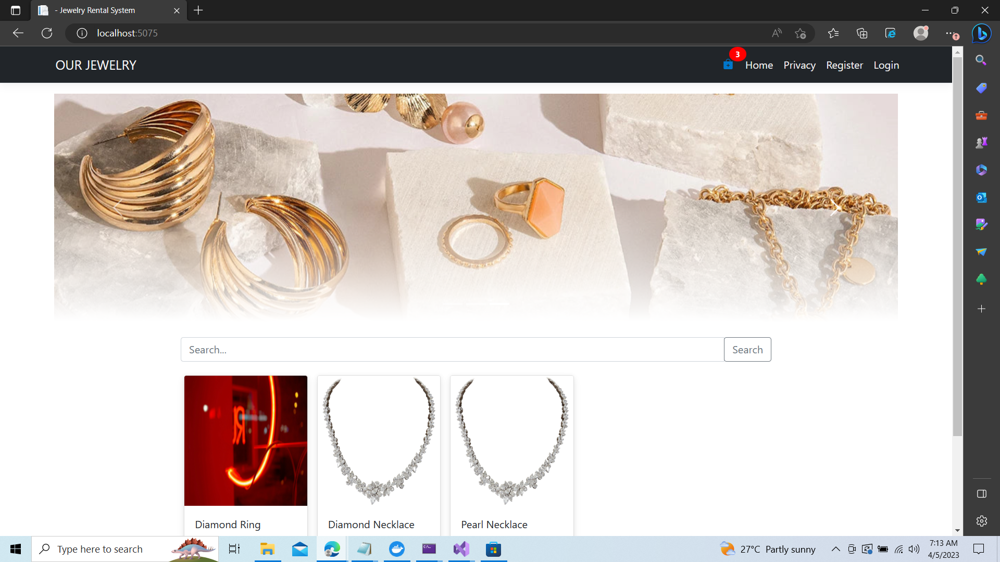 - Jewelry Rental System
localhost:5075
OUR JEWELRY
3
Home
Privacy
Register
Login
Search...
Search
Diamond Ring
Diamond Necklace
Pearl Necklace
Type here to search
27°C Partly sunny
7:13 AM
4/5/2023